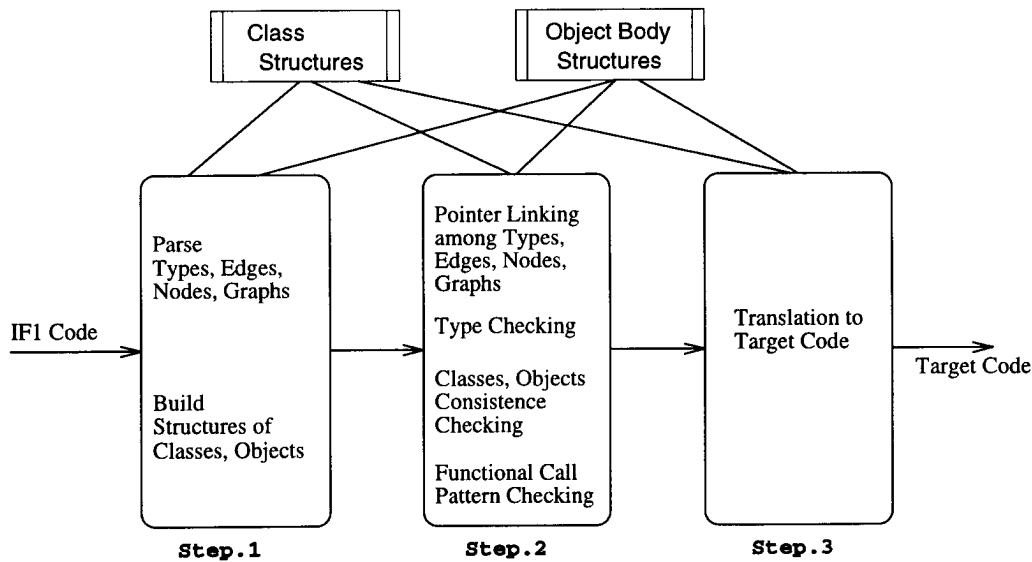 Class
Structures
Object Body
Structures
IF1 Code
Parse
Types, Edges,
Nodes, Graphs
Build
Structures of
Classes, Objects
Step.1
Pointer Linking
among Types,
Edges, Nodes,
Graphs
Type Checking
Classes, Objects
Consistence
Checking
Functional Call
Pattern Checking
Step.2
Translation to
Target Code
Step.3
Target Code